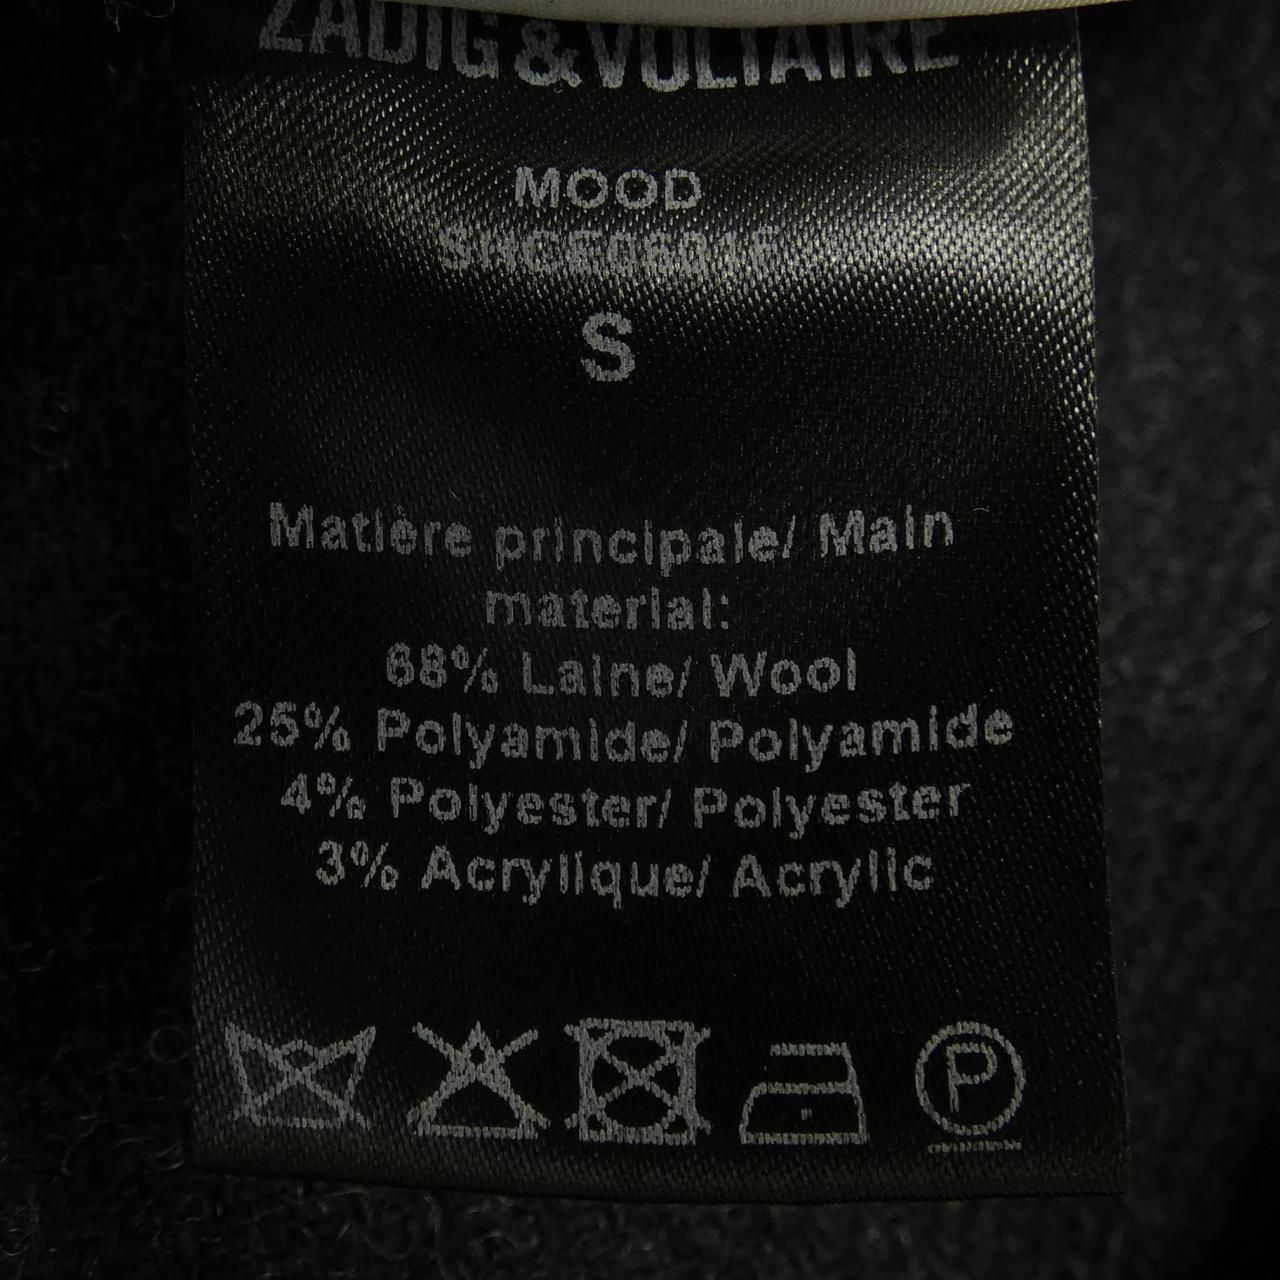 ZADIG&VOLTAIRE
MOOD
S
Matière principale/ Main
material:
68% Laine/ Wool
25% Polyamide/ Polyamide
4% Polyester/ Polyester
3% Acrylique/ Acrylic
P